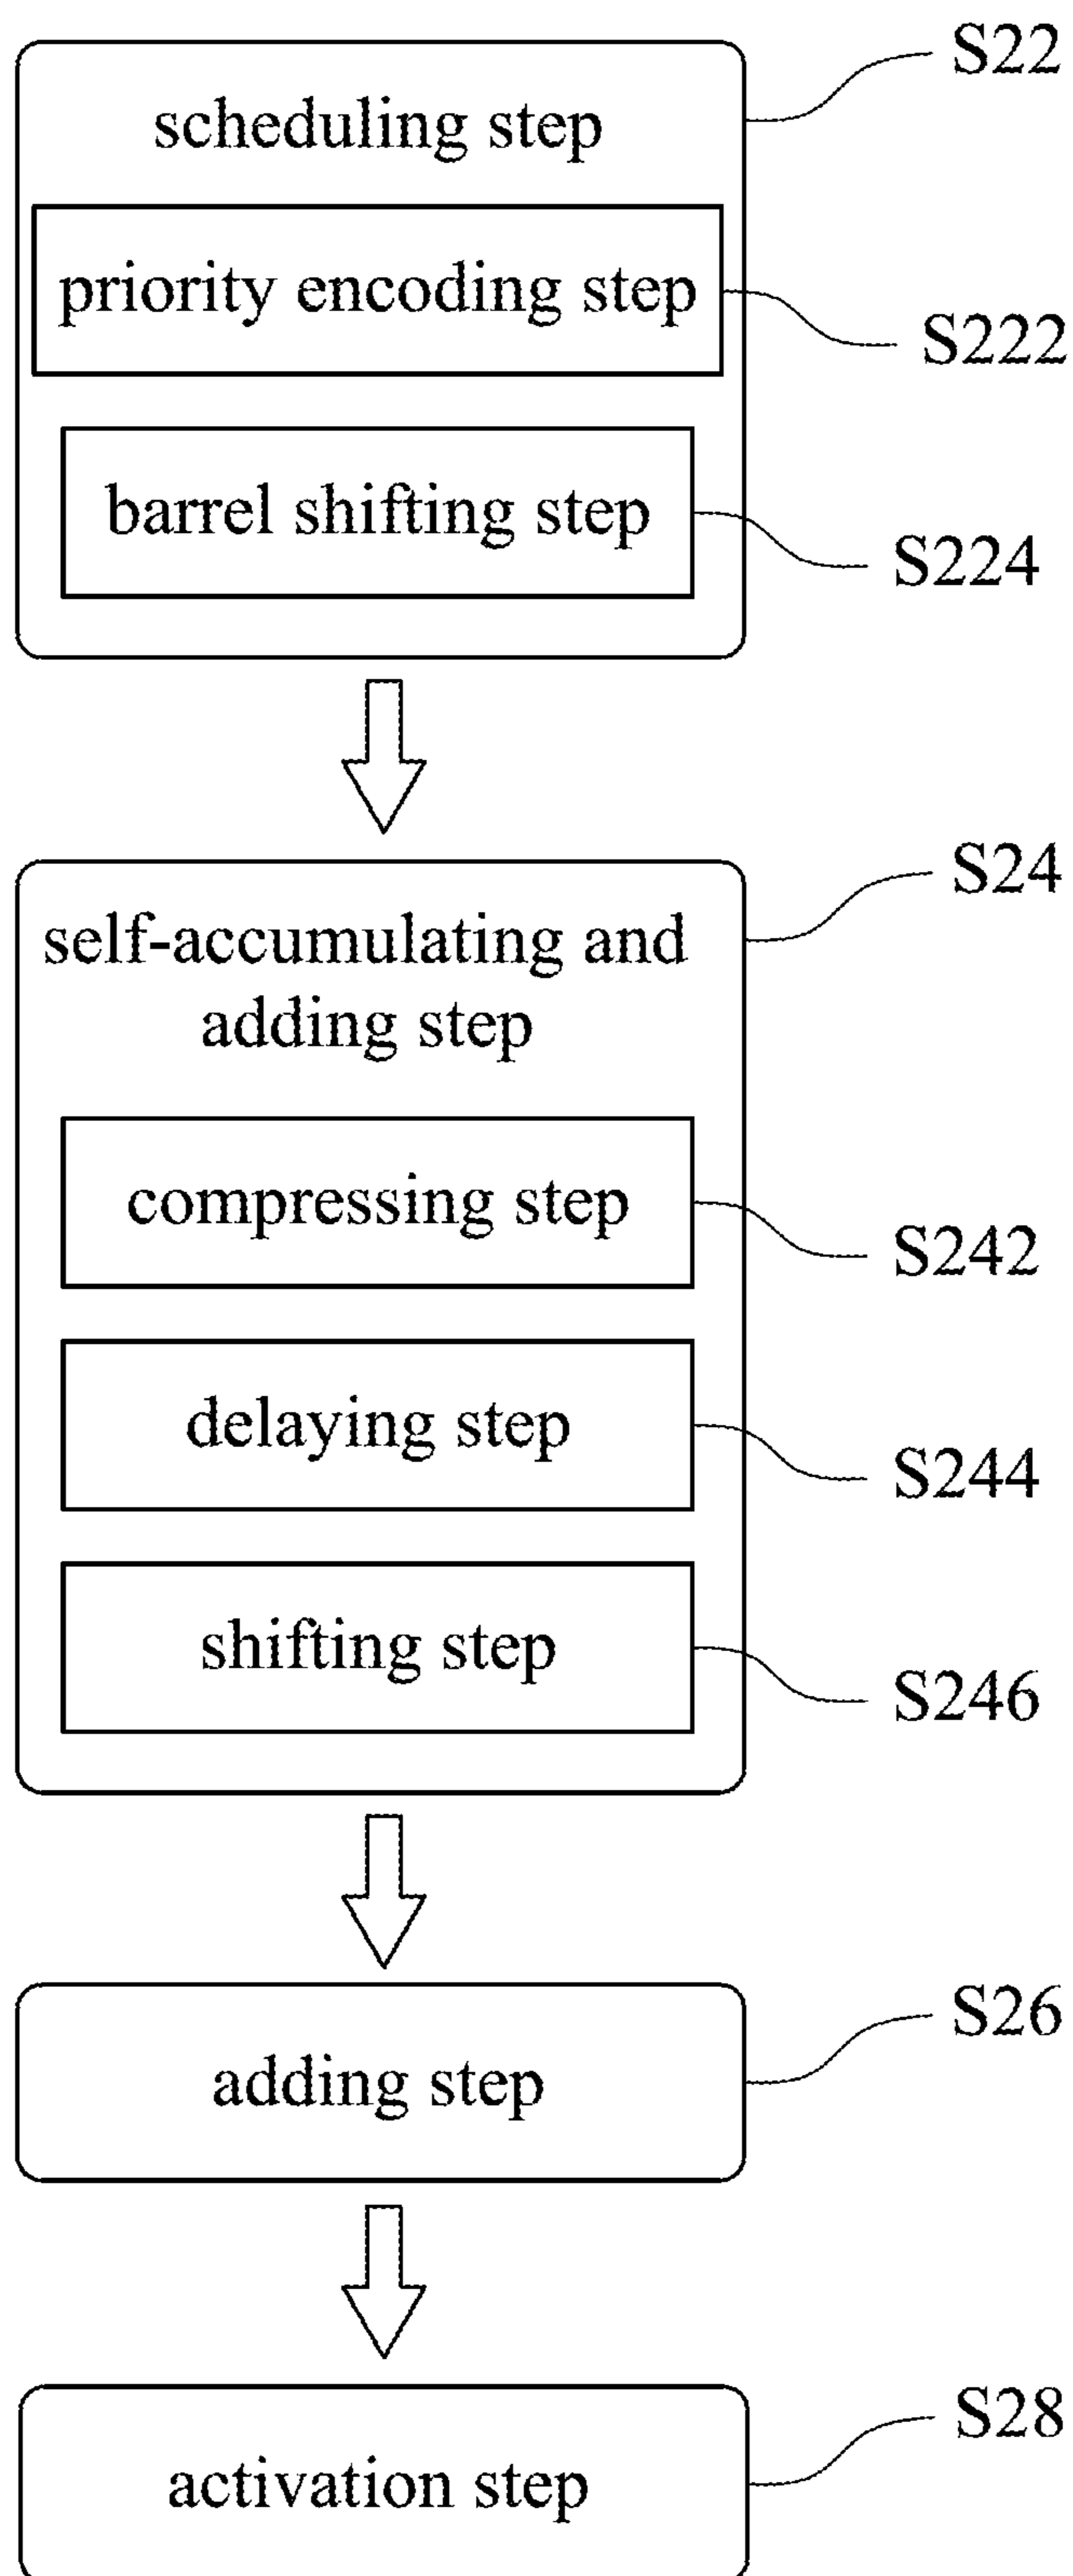 S22
scheduling step
priority encoding step
S222
barrel shifting step
S224
S24
self-accumulating and
adding step
compressing step
S242
delaying step
S244
shifting step
S246
S26
adding step
S28
activation step